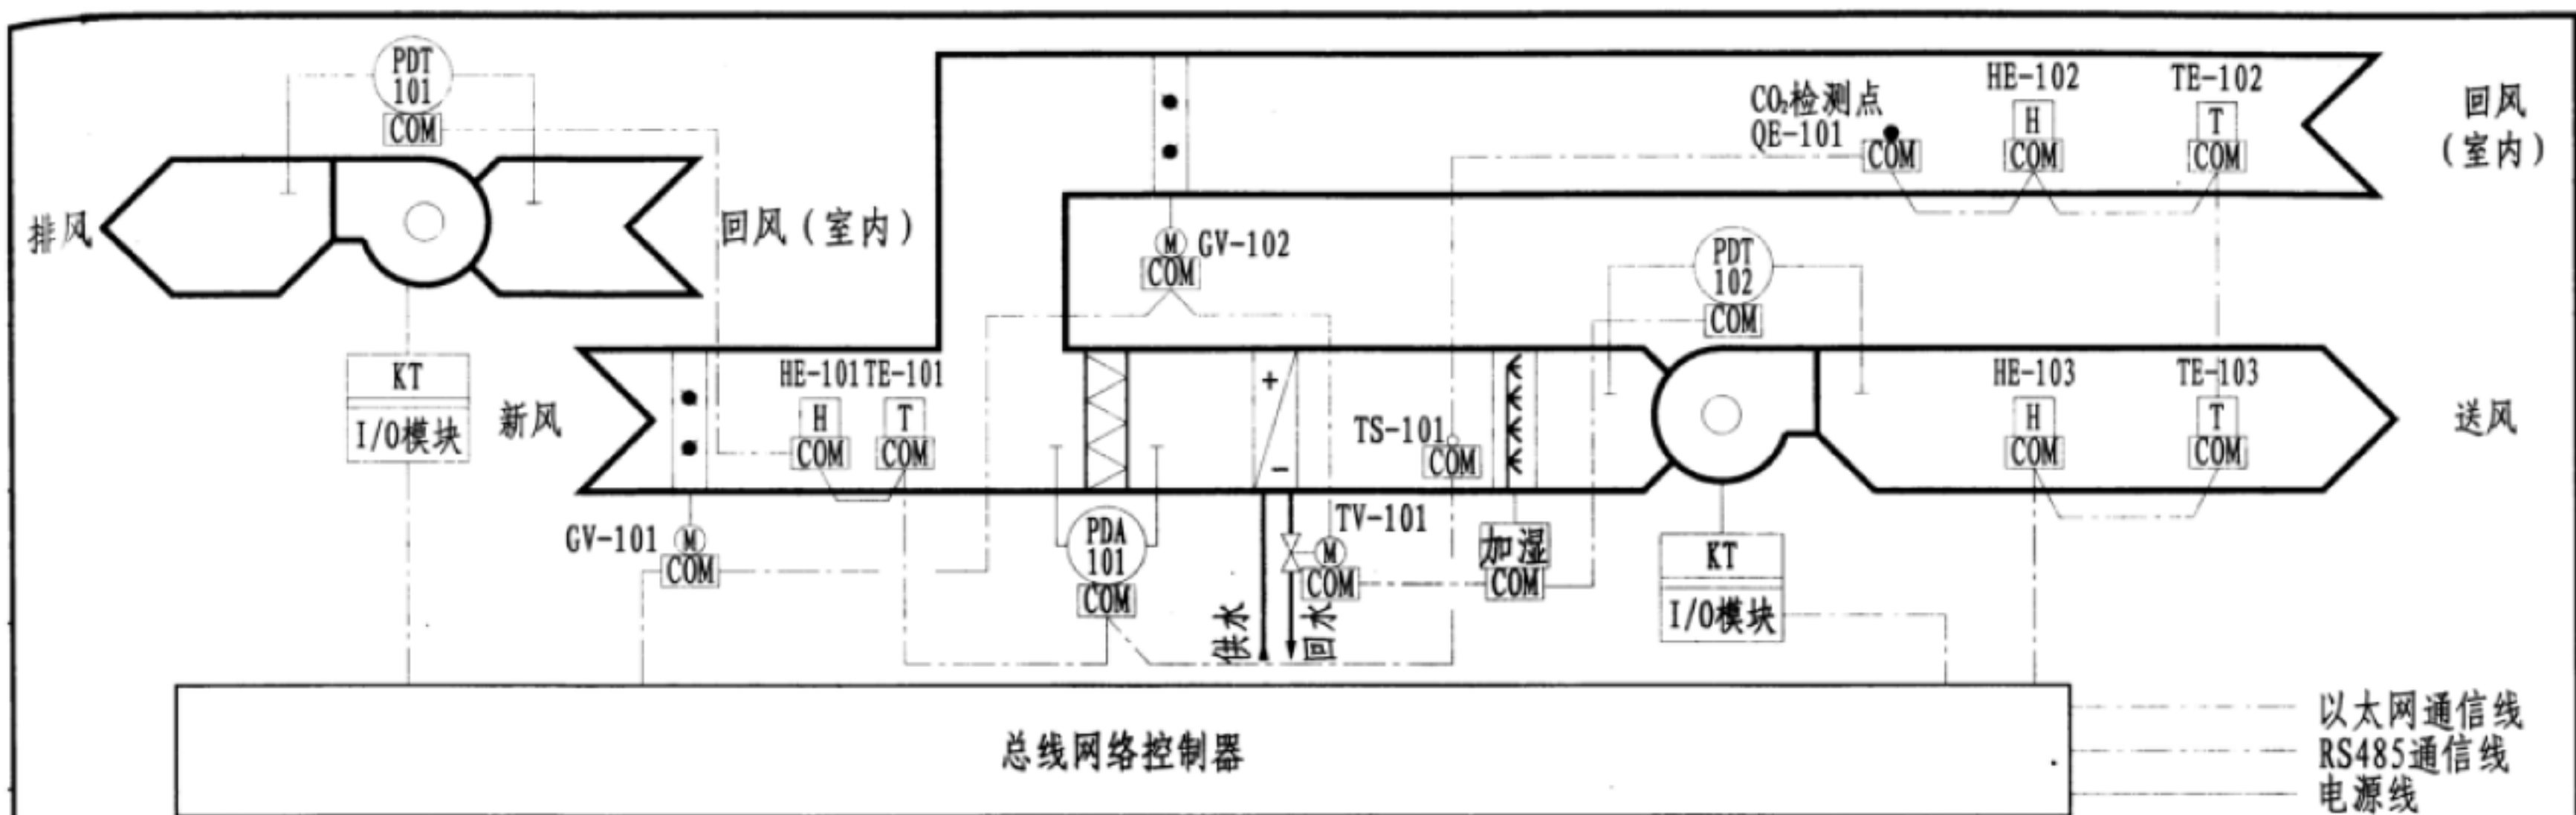 PDT
101
COM
排风
回风（室内）
KT
I/O模块
CO₂检测点
QE-101
COM
HE-102
H
COM
TE-102
T
COM
回风
（室内）
M
GV-102
COM
PDT
102
COM
新风
HE-101
H
COM
TE-101
T
COM
TS-101
COM
+
−
HE-103
H
COM
TE-103
T
COM
送风
GV-101
M
COM
PDA
101
COM
供水
回水
TV-101
M
COM
加湿
COM
KT
I/O模块
总线网络控制器
以太网通信线
RS485通信线
电源线